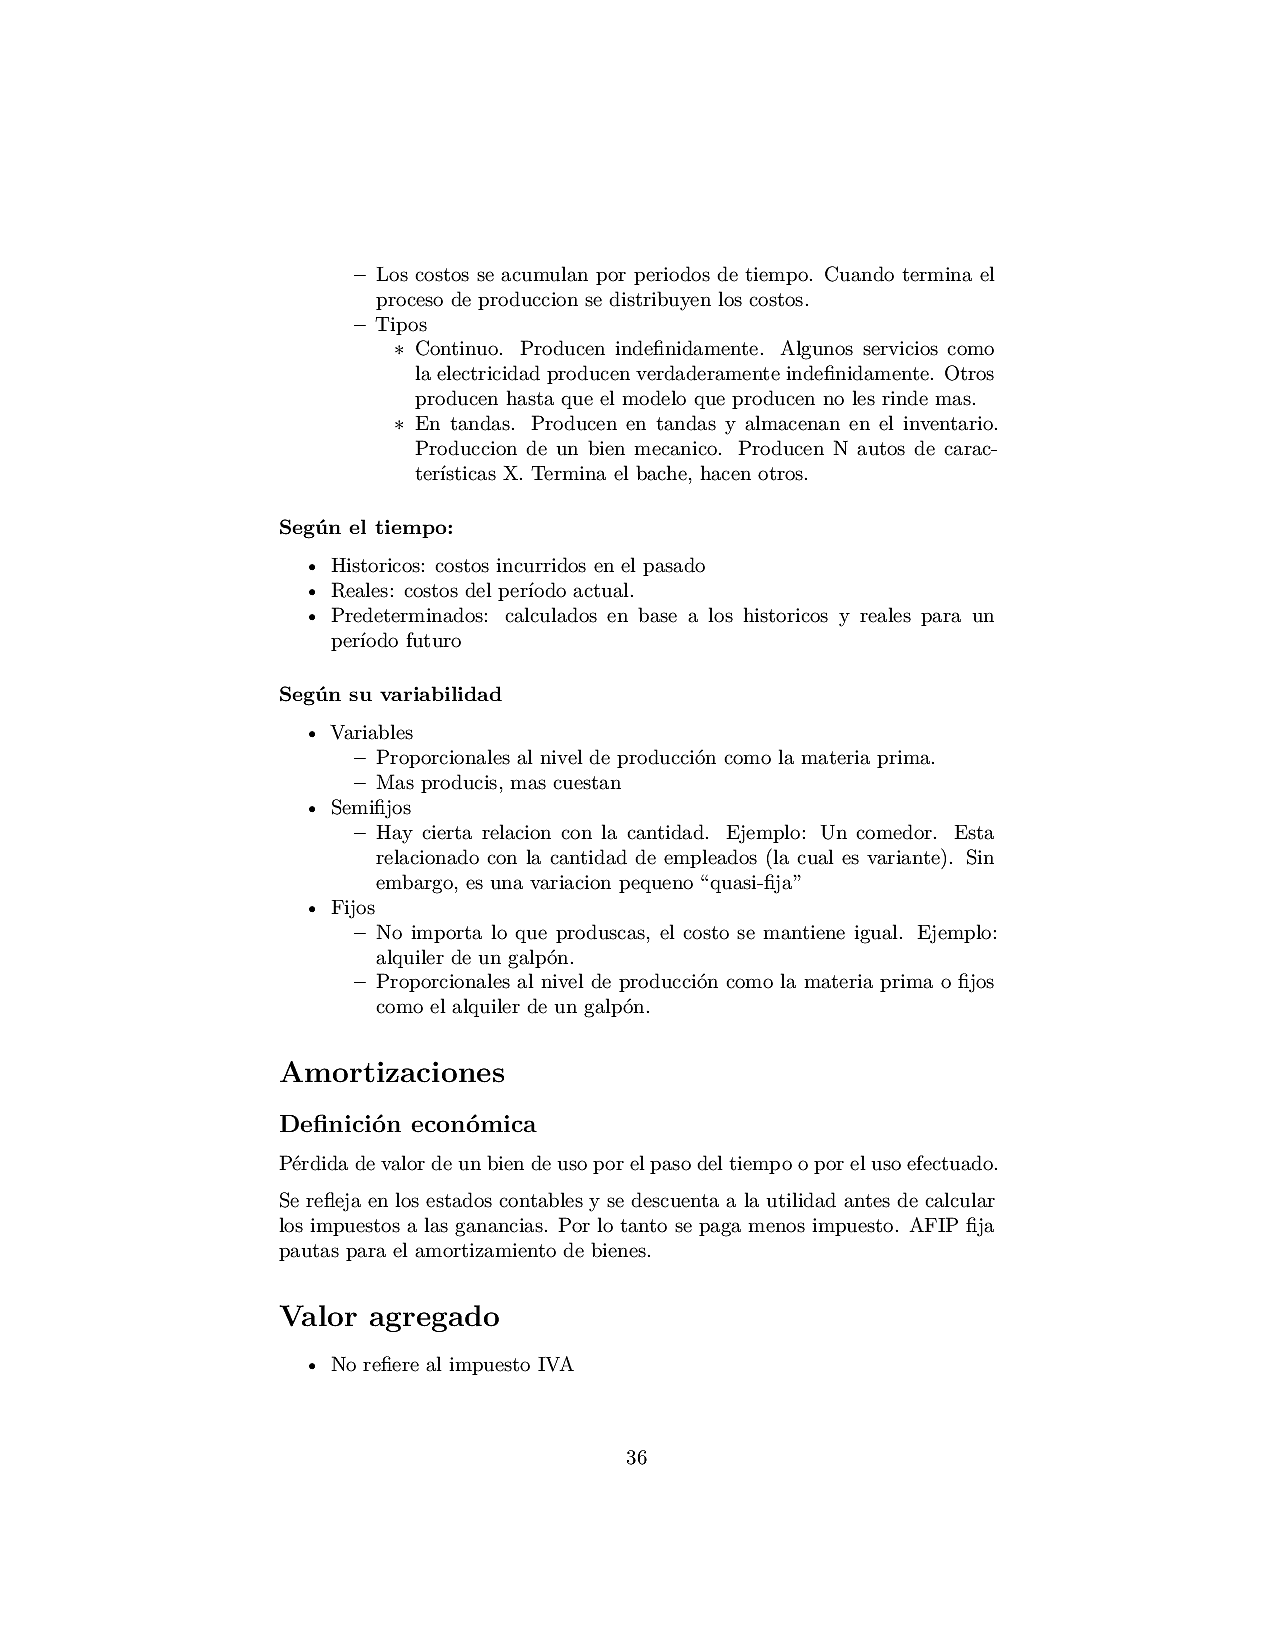 – Los costos se acumulan por periodos de tiempo. Cuando termina el
proceso de produccion se distribuyen los costos.
– Tipos
∗ Continuo. Producen indefinidamente. Algunos servicios como
la electricidad producen verdaderamente indefinidamente. Otros
producen hasta que el modelo que producen no les rinde mas.
∗ En tandas. Producen en tandas y almacenan en el inventario.
Produccion de un bien mecanico. Producen N autos de carac-
terísticas X. Termina el bache, hacen otros.
Según el tiempo:
• Historicos: costos incurridos en el pasado
• Reales: costos del período actual.
• Predeterminados: calculados en base a los historicos y reales para un
período futuro
Según su variabilidad
• Variables
– Proporcionales al nivel de producción como la materia prima.
– Mas producis, mas cuestan
• Semifijos
– Hay cierta relacion con la cantidad. Ejemplo: Un comedor. Esta
relacionado con la cantidad de empleados (la cual es variante). Sin
embargo, es una variacion pequeno “quasi-fija”
• Fijos
– No importa lo que produscas, el costo se mantiene igual. Ejemplo:
alquiler de un galpón.
– Proporcionales al nivel de producción como la materia prima o fijos
como el alquiler de un galpón.
Amortizaciones
Definición económica
Pérdida de valor de un bien de uso por el paso del tiempo o por el uso efectuado.
Se refleja en los estados contables y se descuenta a la utilidad antes de calcular
los impuestos a las ganancias. Por lo tanto se paga menos impuesto. AFIP fija
pautas para el amortizamiento de bienes.
Valor agregado
• No refiere al impuesto IVA
36